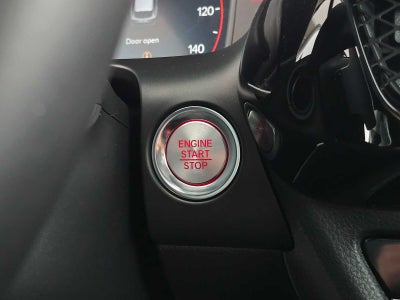 120
Door open
140
ENGINE
START
STOP